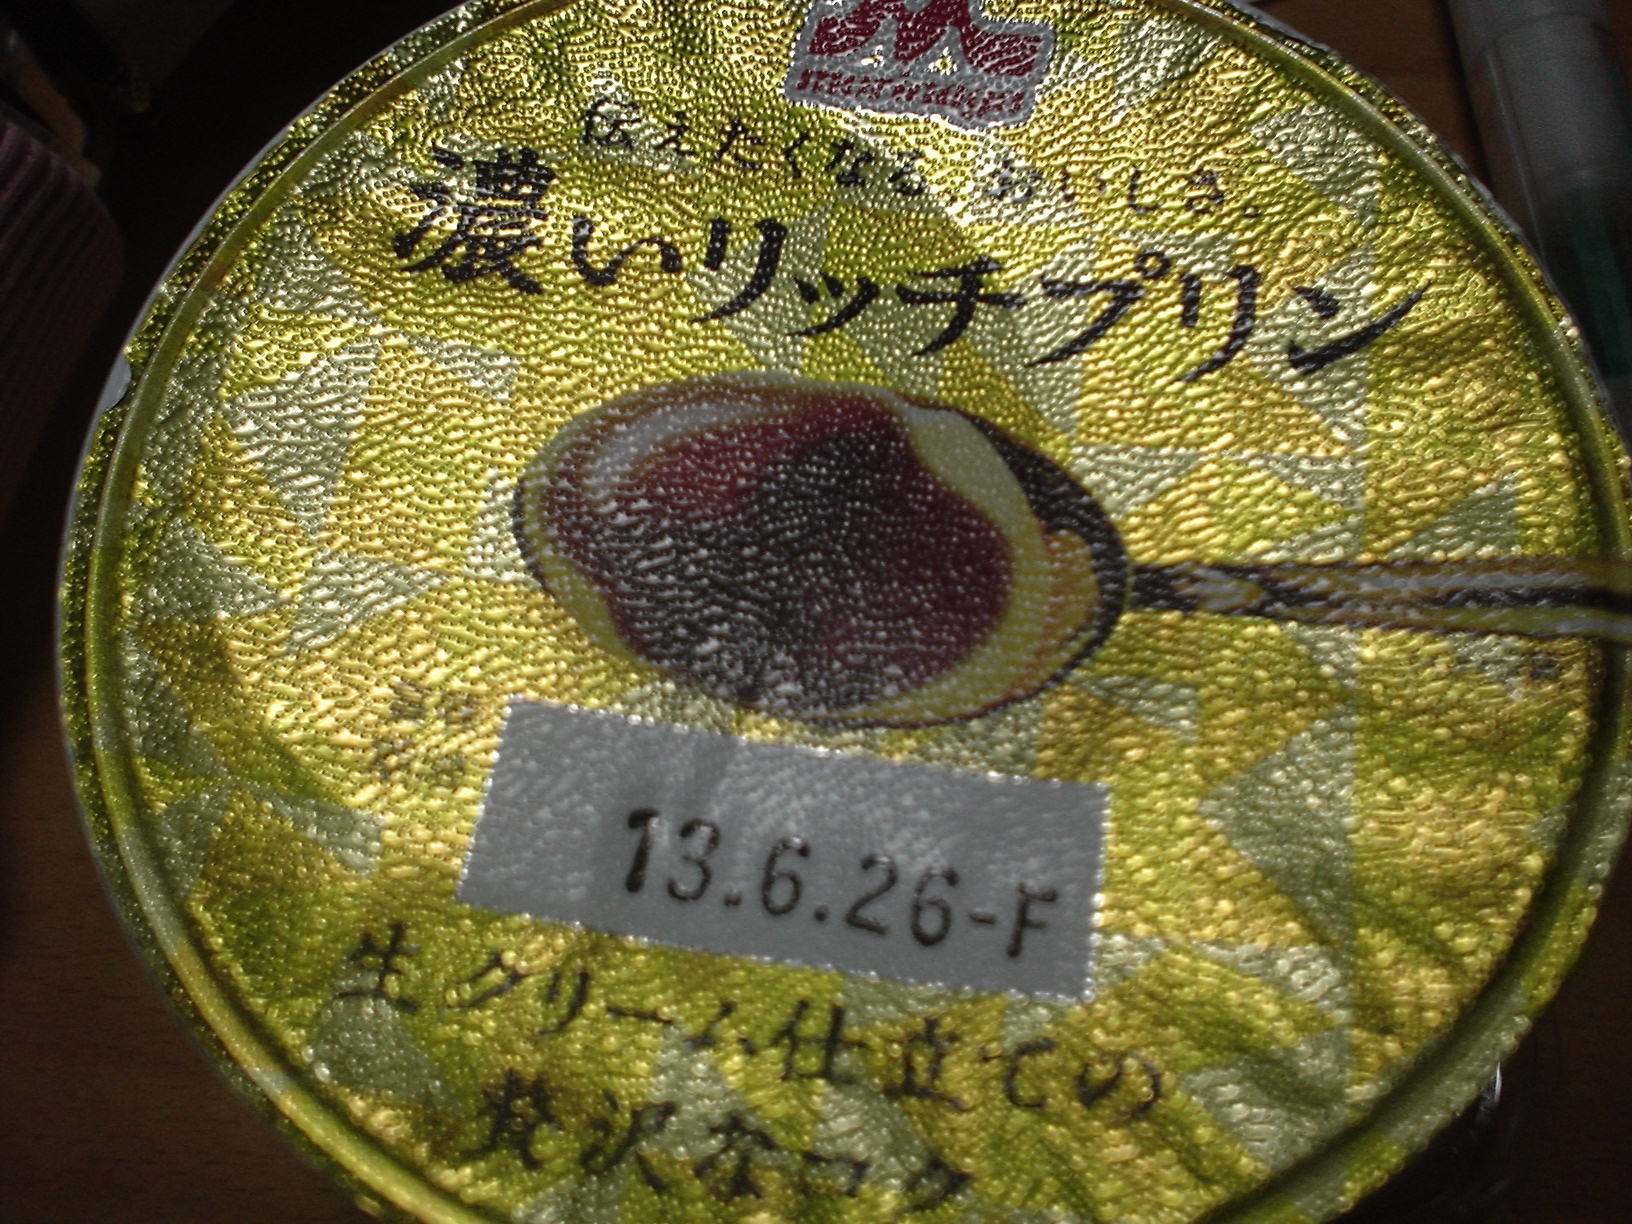 morinaga
伝えたくなる、おいしさ。
濃いリッチプリン
13.6.26-F
生クリーム仕立ての
贅沢なコク